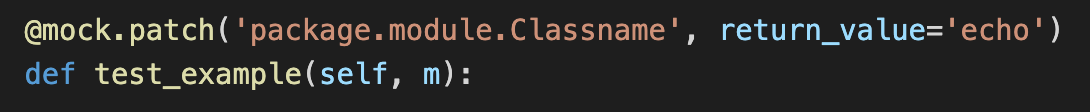 @mock.patch('package.module.Classname', return_value='echo')
def test_example(self, m):